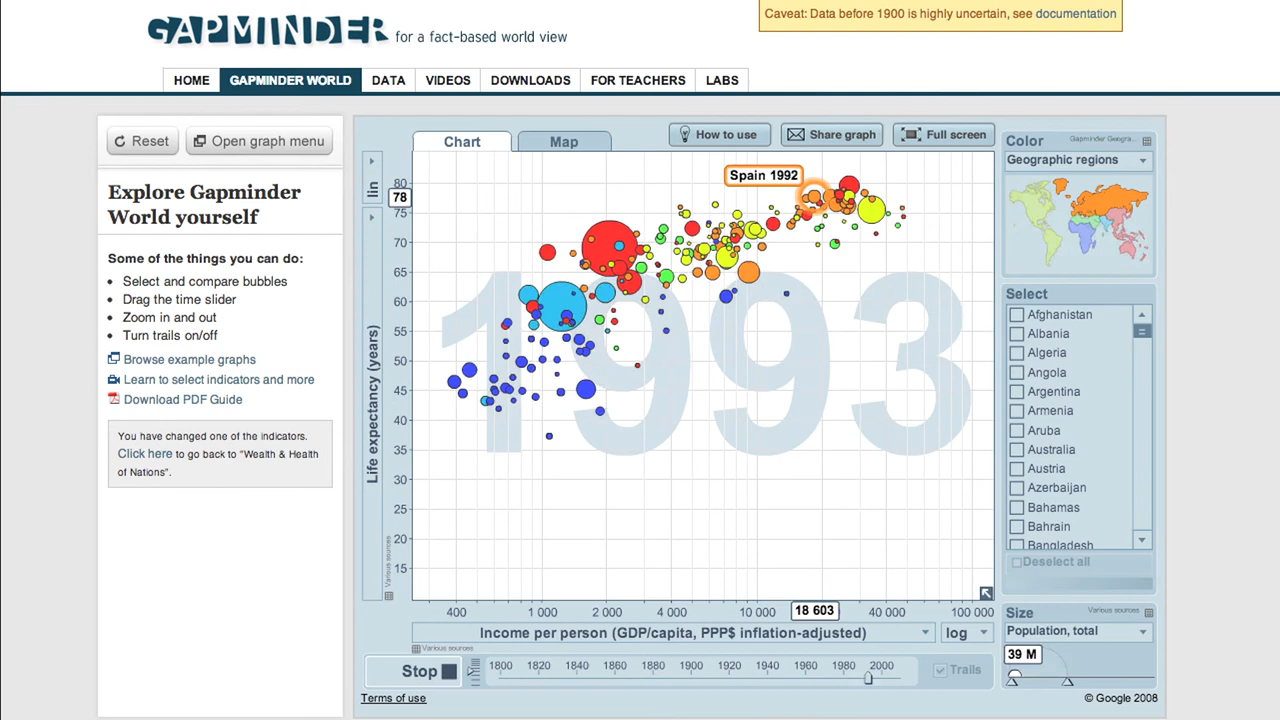 GAPMINDER for a fact-based world view
Caveat: Data before 1900 is highly uncertain, see documentation
HOME GAPMINDER WORLD DATA VIDEOS DOWNLOADS FOR TEACHERS LABS
Reset Open graph menu
Explore Gapminder
World yourself
Some of the things you can do:
Select and compare bubbles
Drag the time slider
Zoom in and out
Turn trails on/off
Browse example graphs
Learn to select indicators and more
Download PDF Guide
You have changed one of the indicators.
Click here to go back to "Wealth & Health
of Nations".
Chart Map How to use Share graph Full screen
lin
Life expectancy (years)
Various sources
80
78
75
70
65
60
55
50
45
40
35
30
25
20
15
Spain 1992
1993
400 1 000 2 000 4 000 10 000 18 603 40 000 100 000
Income per person (GDP/capita, PPP$ inflation-adjusted) log
Various sources
Stop 1800 1820 1840 1860 1880 1900 1920 1940 1960 1980 2000 Trails
Terms of use
Color Gapminder Geogra..
Geographic regions
Select
Afghanistan
Albania
Algeria
Angola
Argentina
Armenia
Aruba
Australia
Austria
Azerbaijan
Bahamas
Bahrain
Bangladesh
Deselect all
Size Various sources
Population, total
39 M
© Google 2008